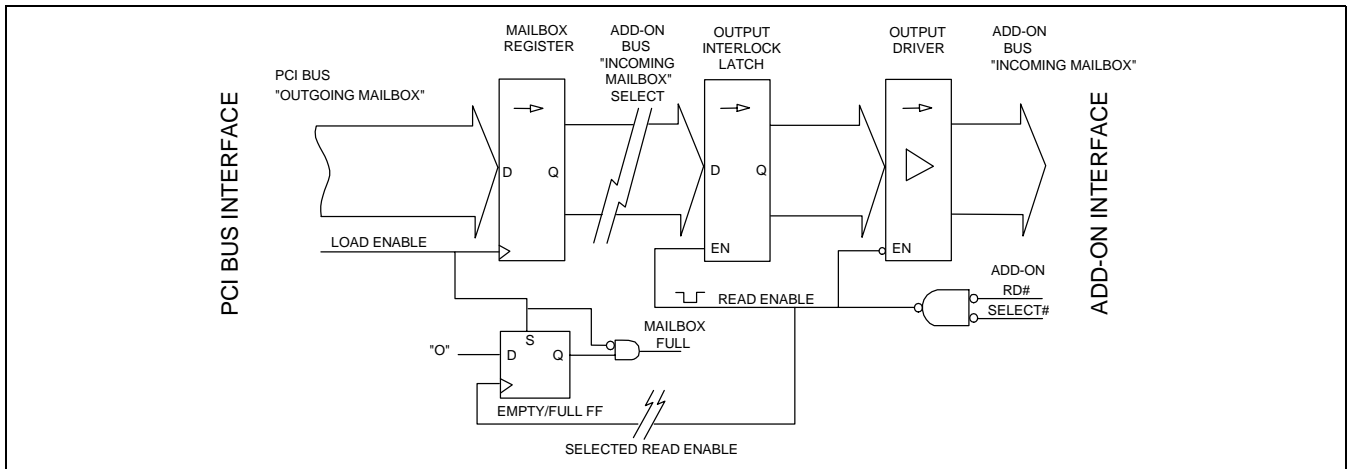 MAILBOX
REGISTER
ADD-ON
BUS
"INCOMING
MAILBOX"
SELECT
OUTPUT
INTERLOCK
LATCH
OUTPUT
DRIVER
ADD-ON
BUS
"INCOMING MAILBOX"
PCI BUS
"OUTGOING MAILBOX"
PCI BUS INTERFACE
ADD-ON INTERFACE
D Q
D Q
LOAD ENABLE
EN
EN
READ ENABLE
ADD-ON
RD#
SELECT#
MAILBOX
FULL
S
"O"
D Q
EMPTY/FULL FF
SELECTED READ ENABLE